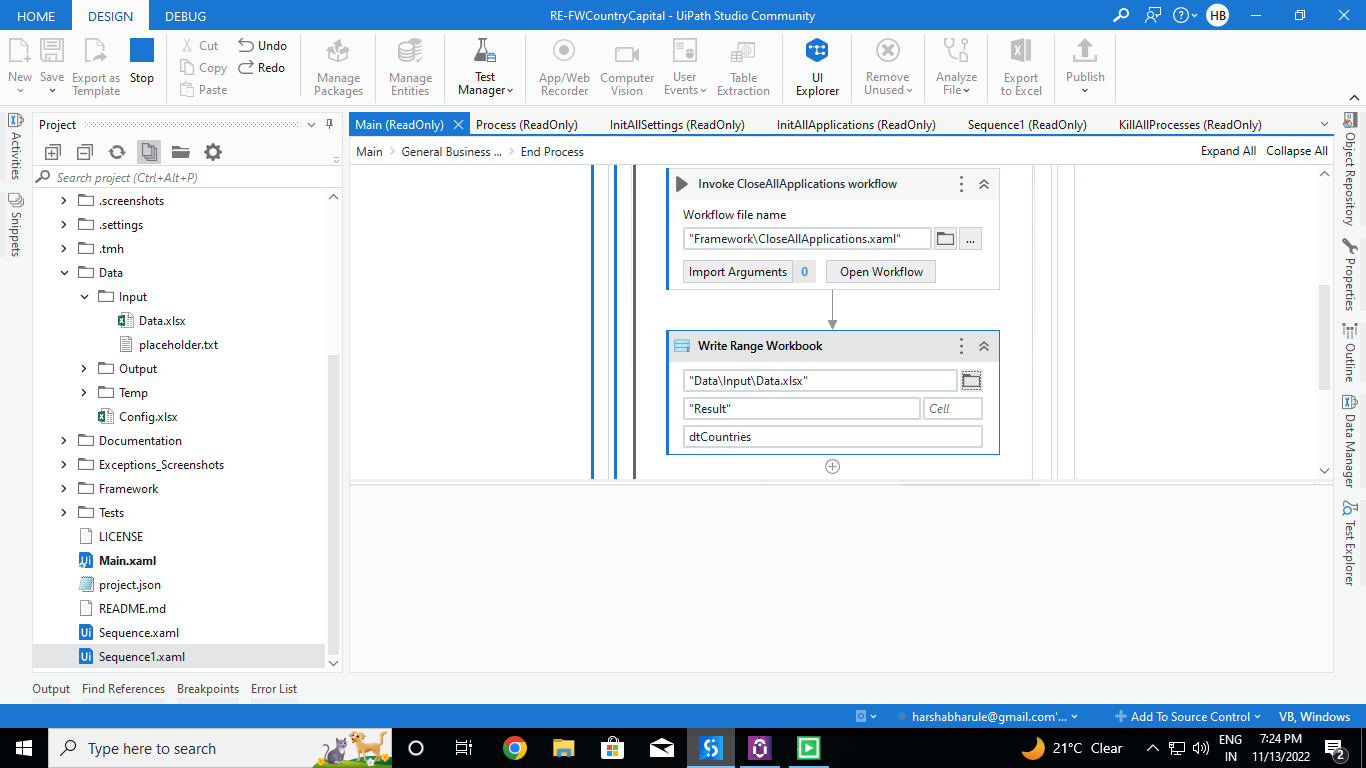 HOME DESIGN DEBUG RE-FWCountryCapital - UiPath Studio Community HB
New Save Export as Template Stop Cut Copy Paste Undo Redo Manage Packages Manage Entities Test Manager App/Web Recorder Computer Vision User Events Table Extraction UI Explorer Remove Unused Analyze File Export to Excel Publish
Activities
Snippets
Project
Search project (Ctrl+Alt+P)
.screenshots
.settings
.tmh
Data
Input
Data.xlsx
placeholder.txt
Output
Temp
Config.xlsx
Documentation
Exceptions_Screenshots
Framework
Tests
LICENSE
Main.xaml
project.json
README.md
Sequence.xaml
Sequence1.xaml
Output Find References Breakpoints Error List
Main (ReadOnly) Process (ReadOnly) InitAllSettings (ReadOnly) InitAllApplications (ReadOnly) Sequence1 (ReadOnly) KillAllProcesses (ReadOnly)
Main General Business ... End Process Expand All Collapse All
Invoke CloseAllApplications workflow
Workflow file name
"Framework\CloseAllApplications.xaml" ...
Import Arguments 0 Open Workflow
Write Range Workbook
"Data\Input\Data.xlsx"
"Result" Cell
dtCountries
Object Repository
Properties
Outline
Data Manager
Test Explorer
harshabharule@gmail.com'... Add To Source Control VB, Windows
Type here to search 21°C Clear ENG IN 7:24 PM 11/13/2022 2